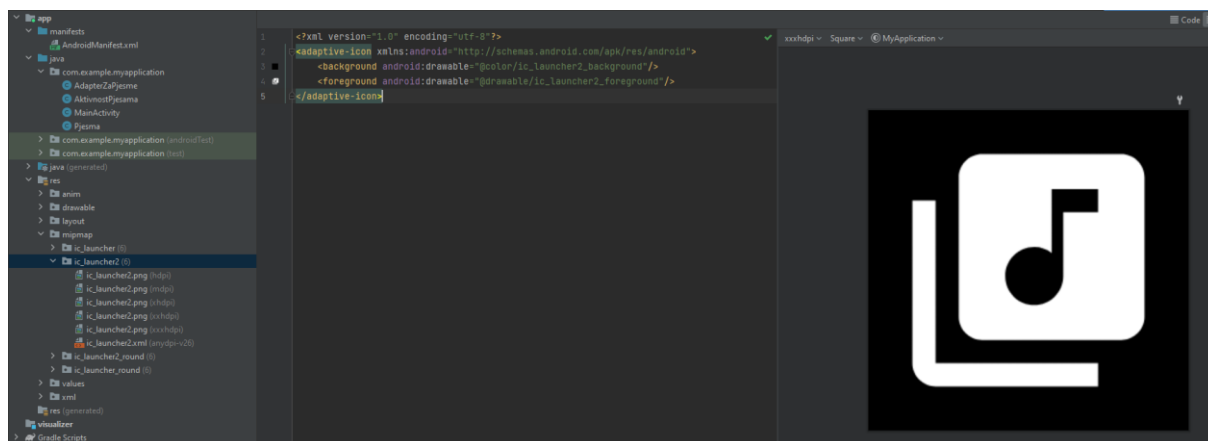 app
manifests
AndroidManifest.xml
java
com.example.myapplication
AdapterZaPjesme
AktivnostPjesama
MainActivity
Pjesma
com.example.myapplication (androidTest)
com.example.myapplication (test)
java (generated)
res
anim
drawable
layout
mipmap
ic_launcher (6)
ic_launcher2 (6)
ic_launcher2.png (hdpi)
ic_launcher2.png (mdpi)
ic_launcher2.png (xhdpi)
ic_launcher2.png (xxhdpi)
ic_launcher2.png (xxxhdpi)
ic_launcher2.xml (anydpi-v26)
ic_launcher2_round (6)
ic_launcher_round (6)
values
xml
res (generated)
visualizer
Gradle Scripts
1 <?xml version="1.0" encoding="utf-8"?>
2 <adaptive-icon xmlns:android="http://schemas.android.com/apk/res/android">
3 <background android:drawable="@color/ic_launcher2_background"/>
4 <foreground android:drawable="@drawable/ic_launcher2_foreground"/>
5 </adaptive-icon>
Code
xxxhdpi Square MyApplication